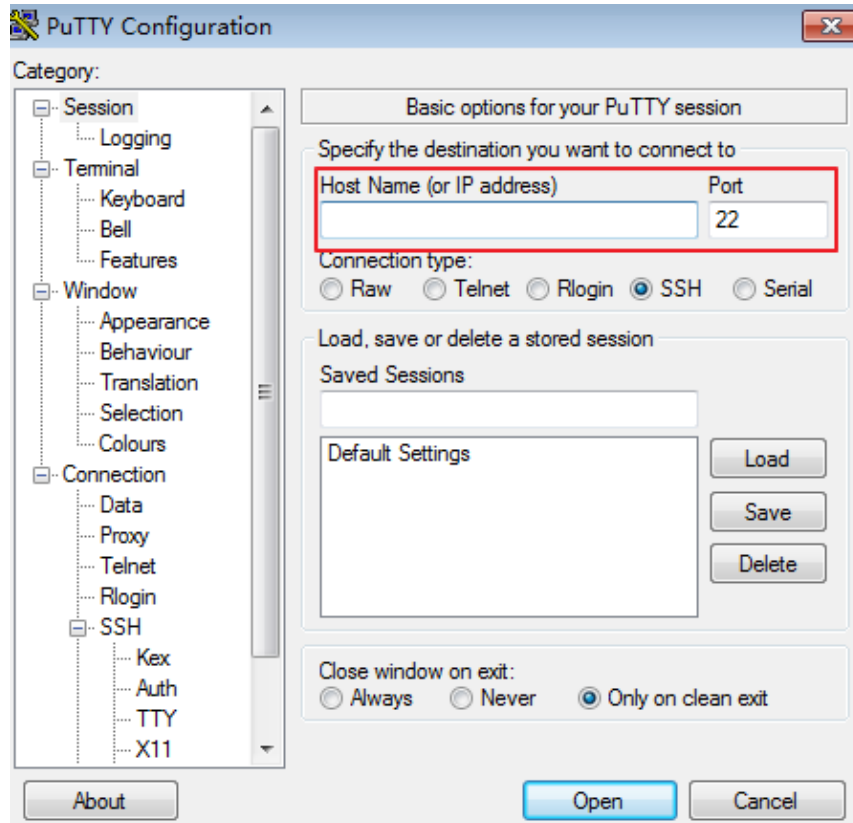 PuTTY Configuration
Category:
Session
Logging
Terminal
Keyboard
Bell
Features
Window
Appearance
Behaviour
Translation
Selection
Colours
Connection
Data
Proxy
Telnet
Rlogin
SSH
Kex
Auth
TTY
X11
Basic options for your PuTTY session
Specify the destination you want to connect to
Host Name (or IP address) Port
22
Connection type:
Raw Telnet Rlogin SSH Serial
Load, save or delete a stored session
Saved Sessions
Default Settings
Load
Save
Delete
Close window on exit:
Always Never Only on clean exit
About Open Cancel